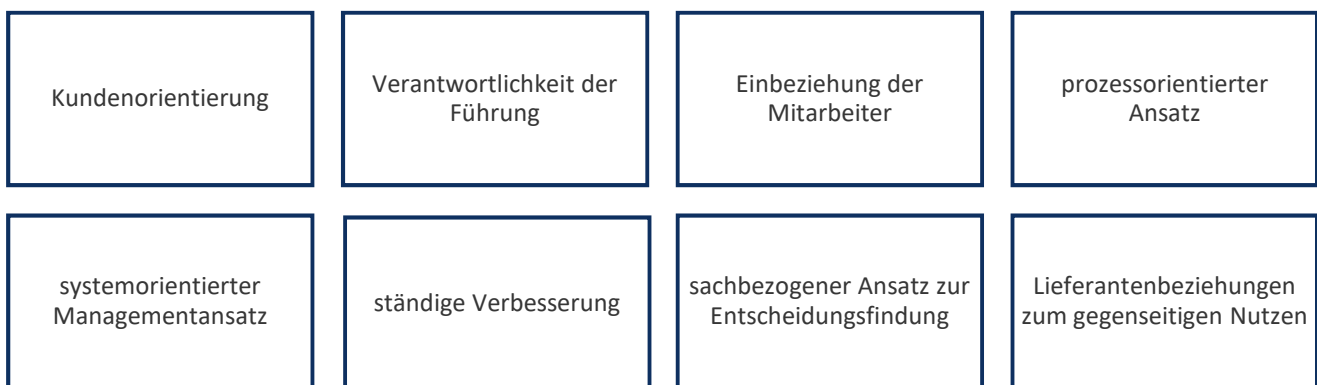 Kundenorientierung
Verantwortlichkeit der
Führung
Einbeziehung der
Mitarbeiter
prozessorientierter
Ansatz
systemorientierter
Managementansatz
ständige Verbesserung
sachbezogener Ansatz zur
Entscheidungsfindung
Lieferantenbeziehungen
zum gegenseitigen Nutzen